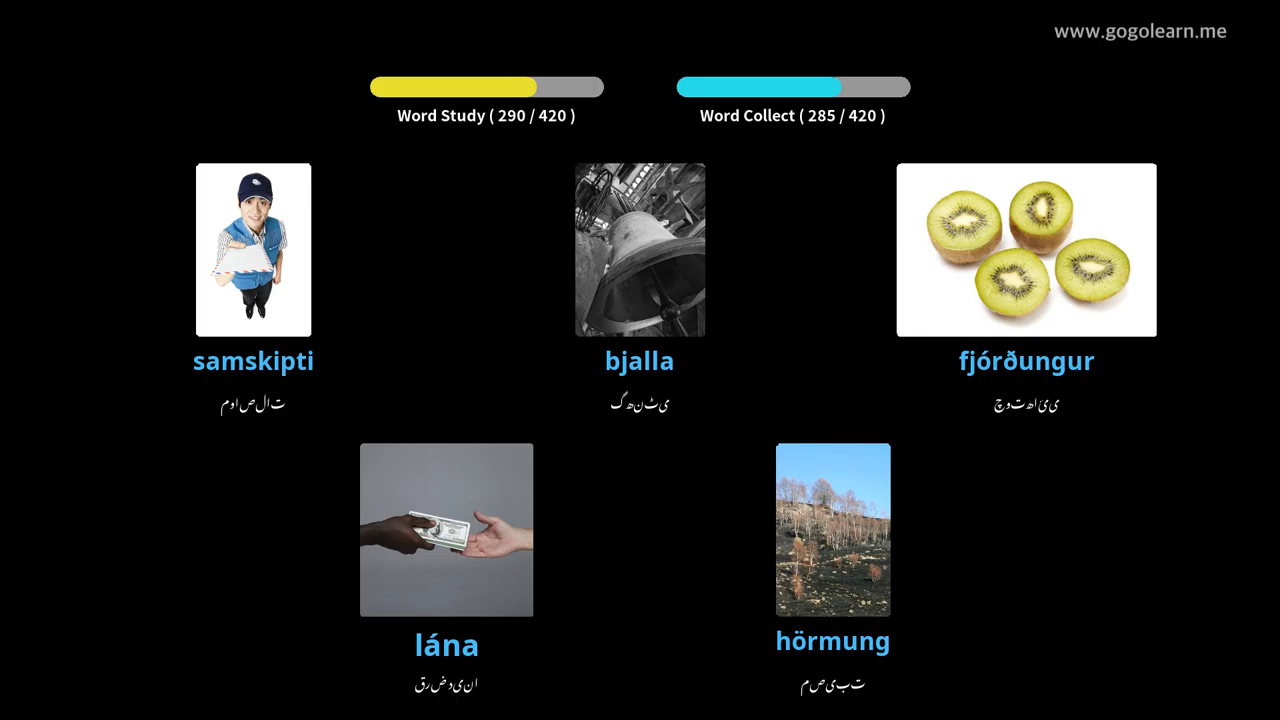 www.gogolearn.me
Word Study ( 290 / 420 )
Word Collect ( 285 / 420 )
samskipti
مواصلات
bjalla
گھنٹی
fjórðungur
چوتھائی
lána
قرض دینا
hörmung
مصیبت